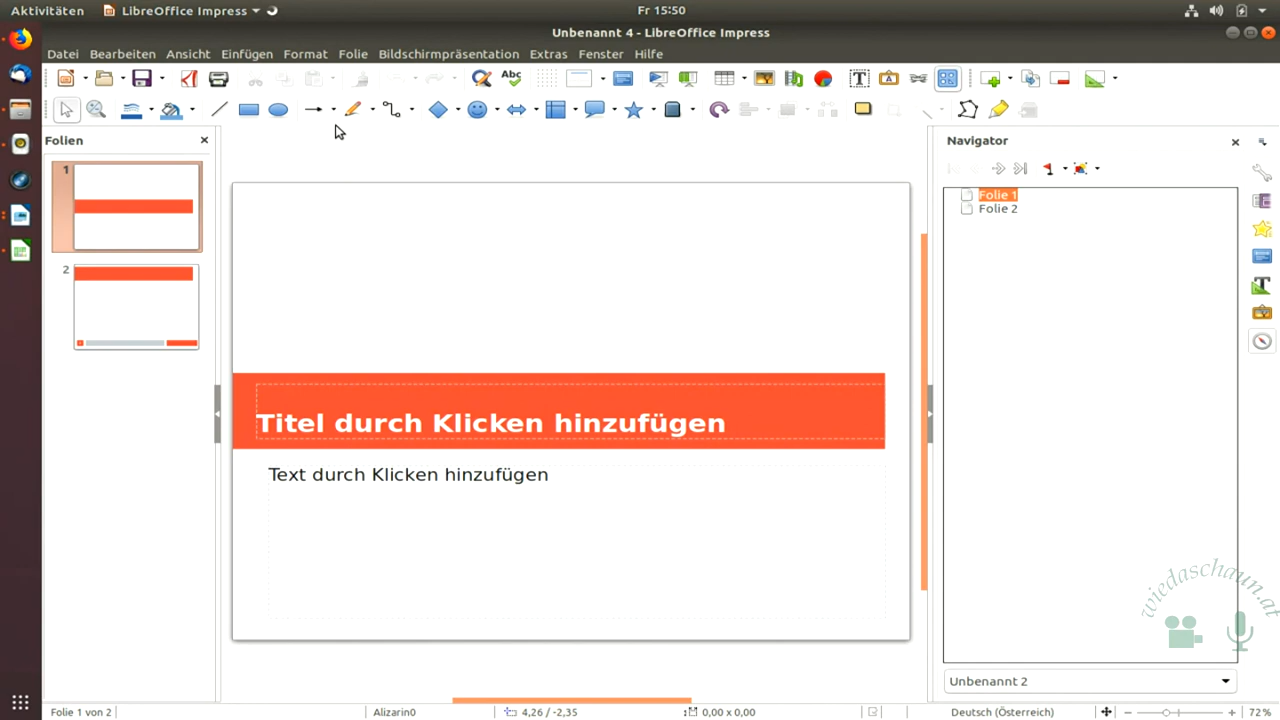 Aktivitäten
LibreOffice Impress
Fr 15:50
Unbenannt 4 - LibreOffice Impress
Datei Bearbeiten Ansicht Einfügen Format Folie Bildschirmpräsentation Extras Fenster Hilfe
Abc
T
A
Folien
1
2
Titel durch Klicken hinzufügen
Text durch Klicken hinzufügen
Navigator
Folie 1
Folie 2
wiedaschaun.at
Unbenannt 2
Folie 1 von 2
Alizarin0
4,26 / -2,35
0,00 x 0,00
Deutsch (Österreich)
72%